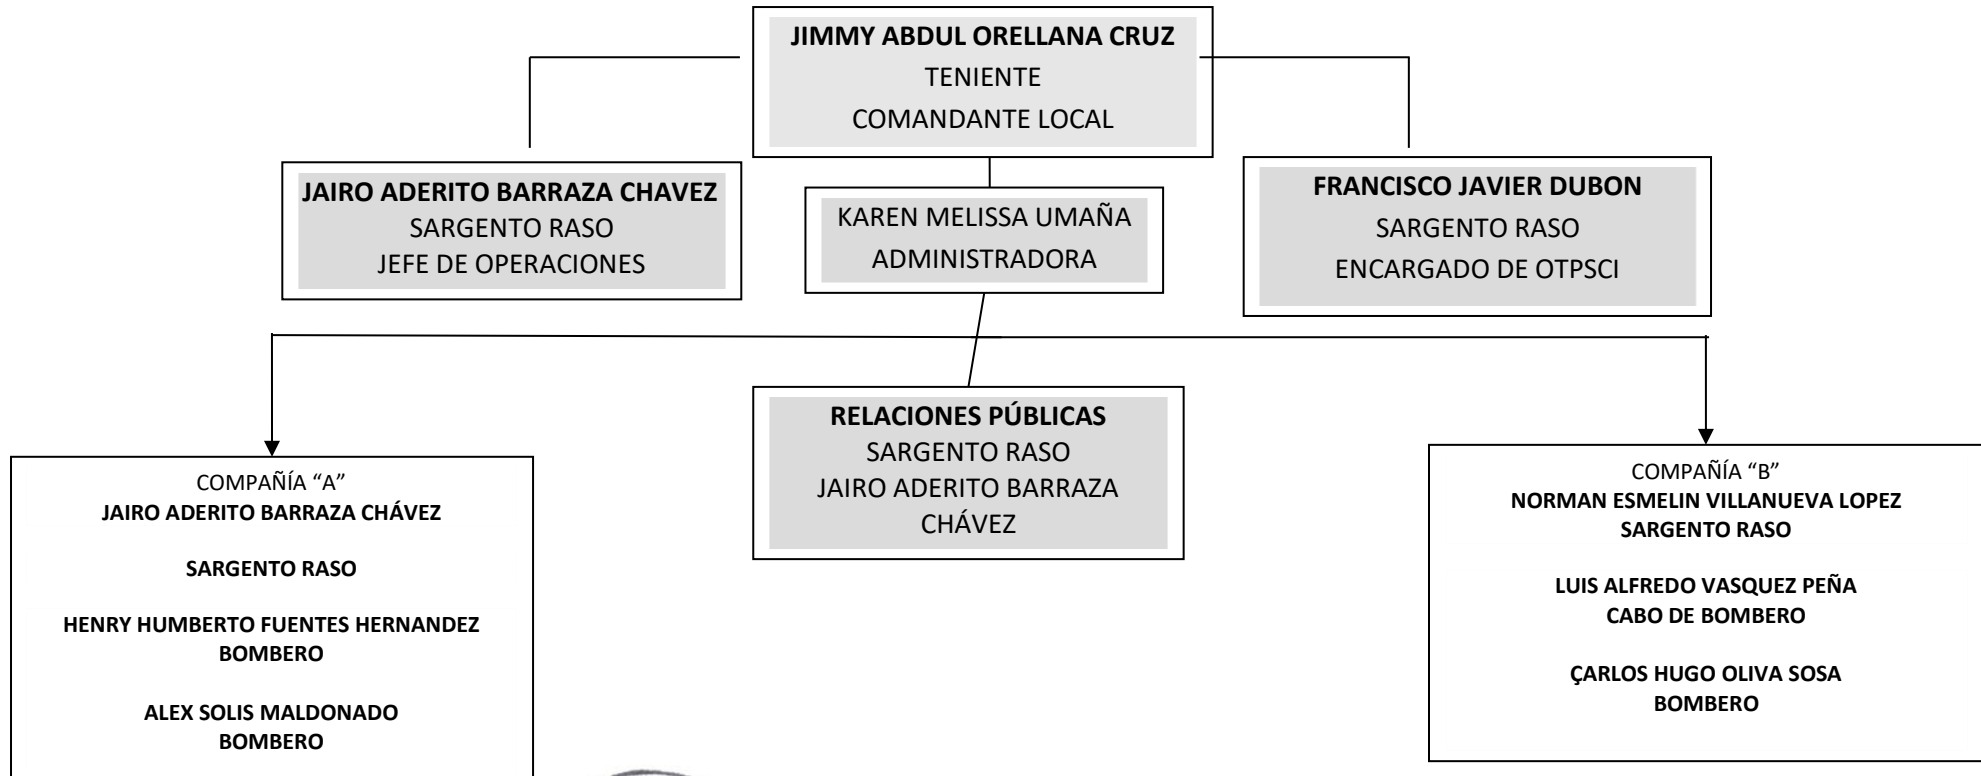 JIMMY ABDUL ORELLANA CRUZ
TENIENTE
COMANDANTE LOCAL
JAIRO ADERITO BARRAZA CHAVEZ
SARGENTO RASO
JEFE DE OPERACIONES
KAREN MELISSA UMAÑA
ADMINISTRADORA
FRANCISCO JAVIER DUBON
SARGENTO RASO
ENCARGADO DE OTPSCI
RELACIONES PÚBLICAS
SARGENTO RASO
JAIRO ADERITO BARRAZA
CHÁVEZ
COMPAÑÍA “A”
JAIRO ADERITO BARRAZA CHÁVEZ
SARGENTO RASO
HENRY HUMBERTO FUENTES HERNANDEZ
BOMBERO
ALEX SOLIS MALDONADO
BOMBERO
COMPAÑÍA “B”
NORMAN ESMELIN VILLANUEVA LOPEZ
SARGENTO RASO
LUIS ALFREDO VASQUEZ PEÑA
CABO DE BOMBERO
ÇARLOS HUGO OLIVA SOSA
BOMBERO